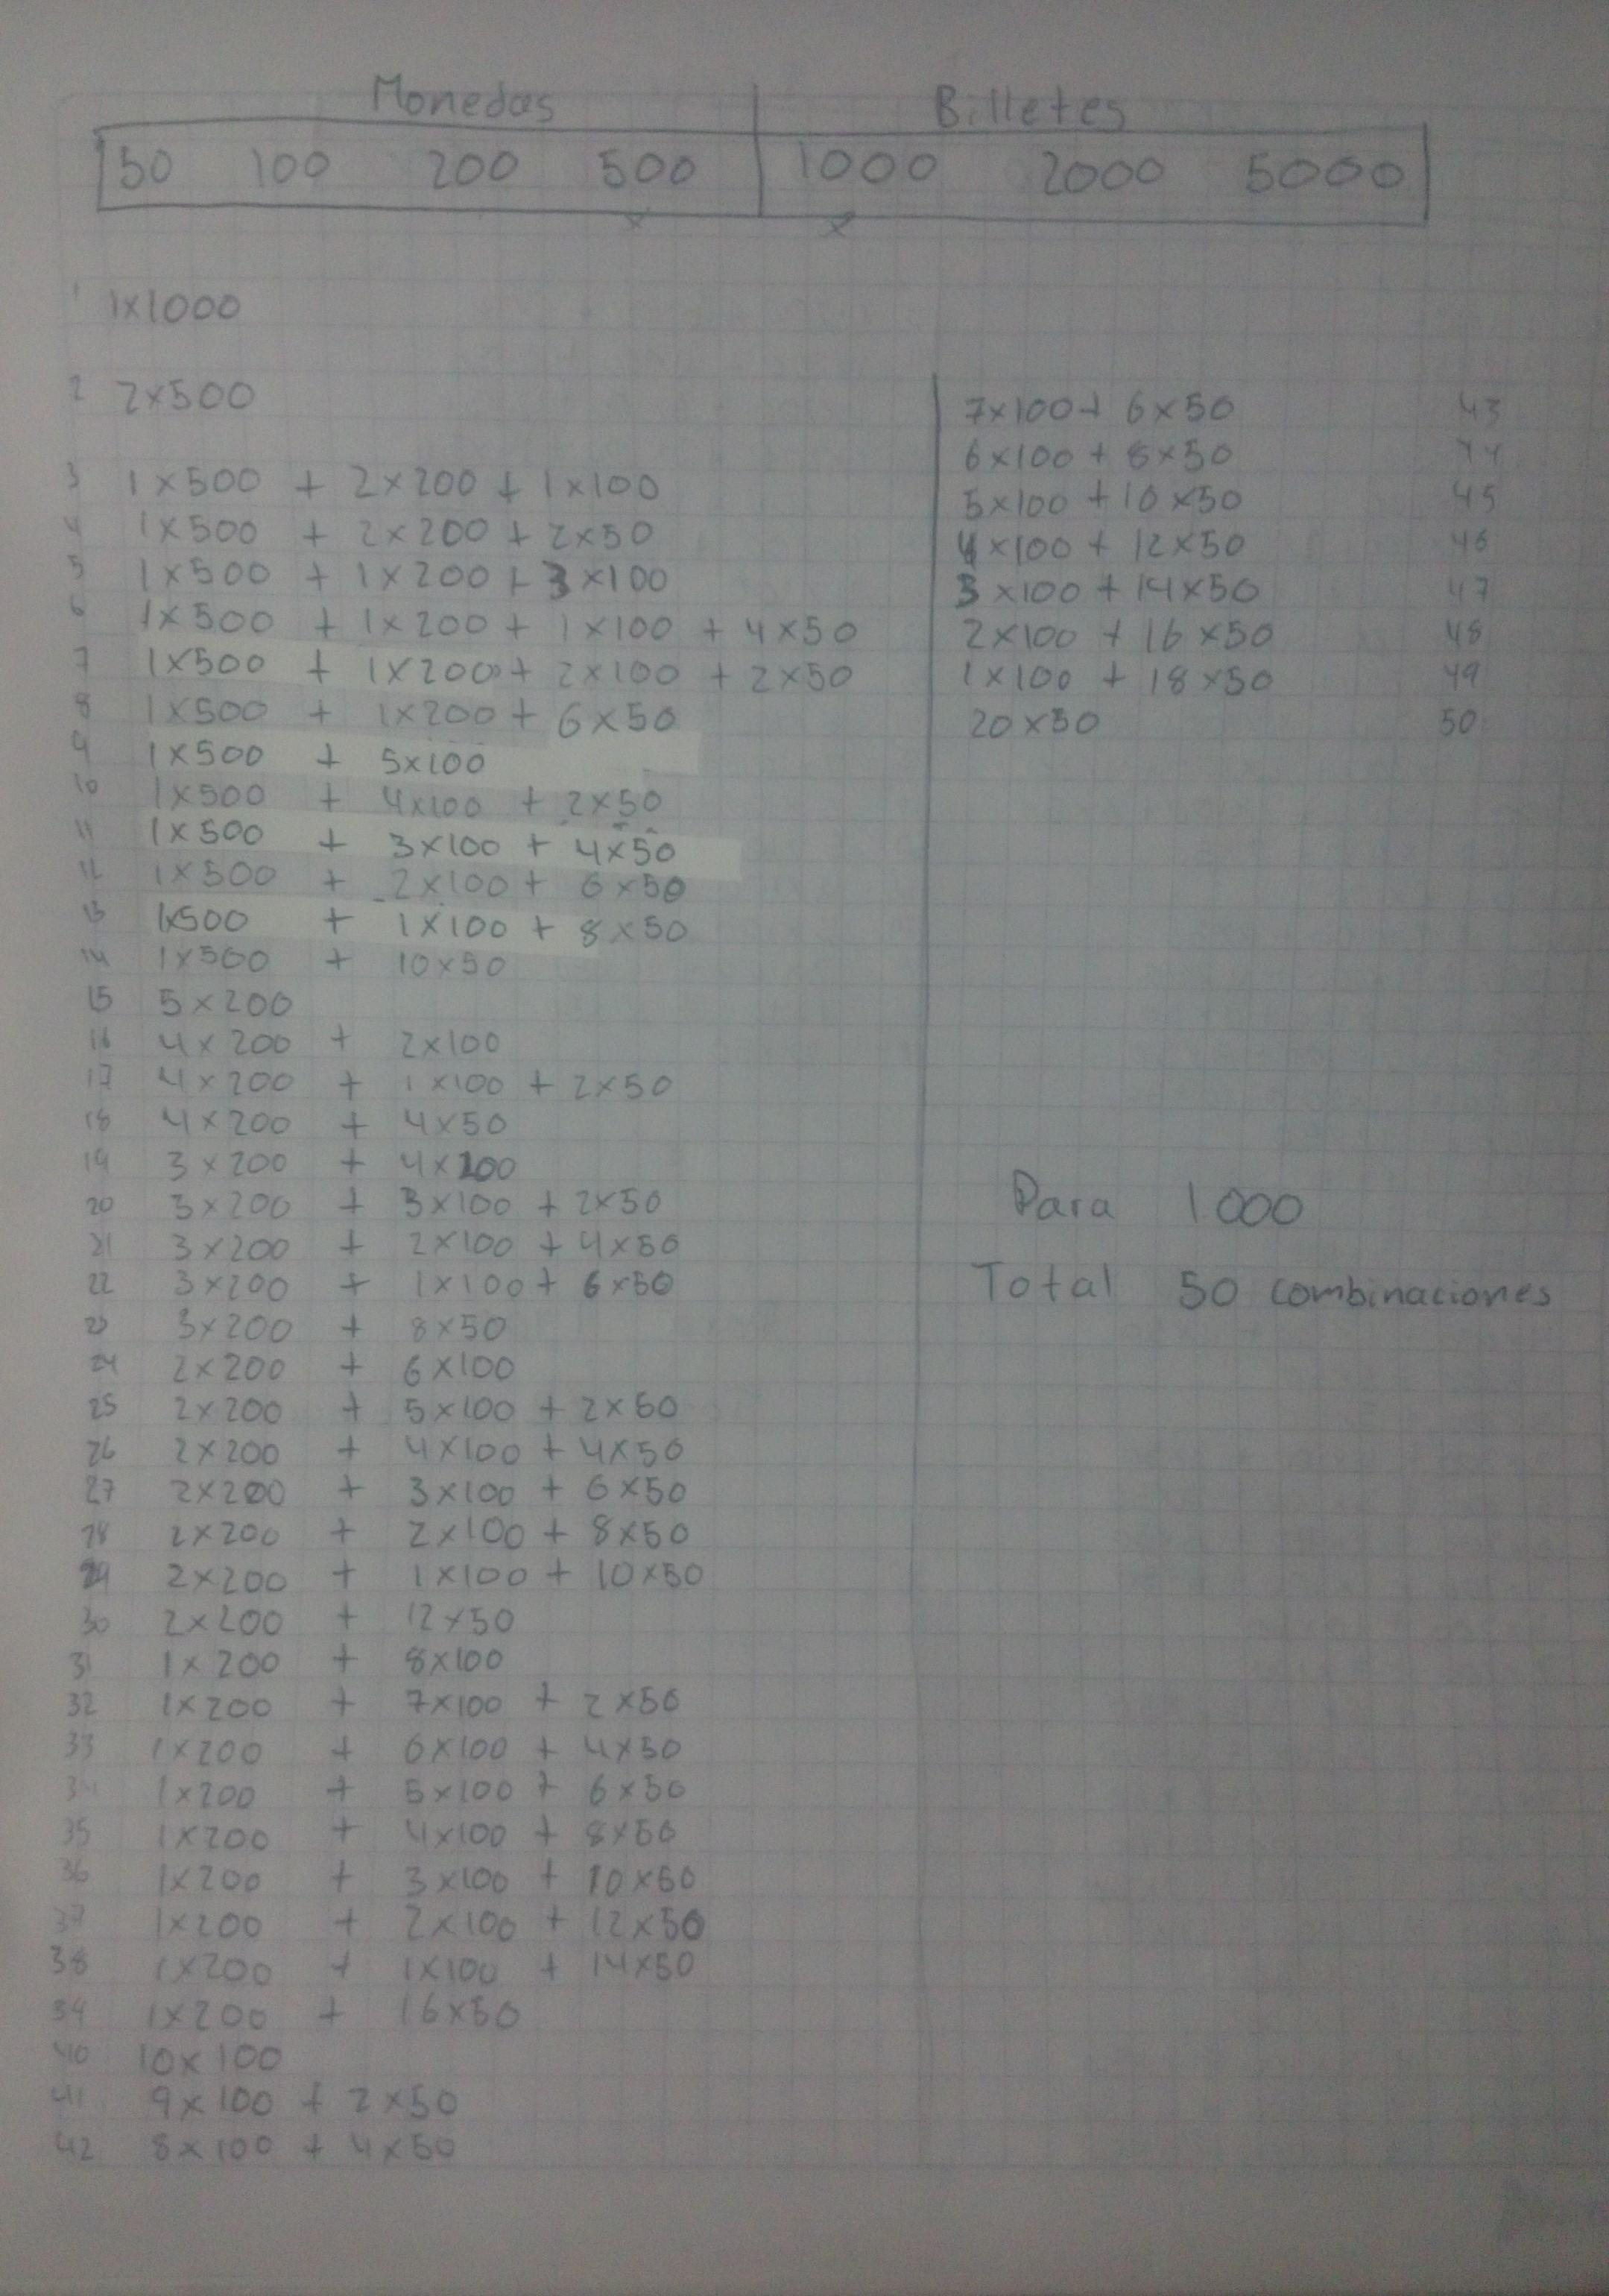 Monedas Billetes
50 100 200 500 1000 2000 5000
x x
1 1x1000
2 2x500
3 1x500 + 2x200 + 1x100
4 1x500 + 2x200 + 2x50
5 1x500 + 1x200 + 3x100
6 1x500 + 1x200 + 1x100 + 4x50
7 1x500 + 1x200 + 2x100 + 2x50
8 1x500 + 1x200 + 6x50
9 1x500 + 5x100
10 1x500 + 4x100 + 2x50
11 1x500 + 3x100 + 4x50
12 1x500 + 2x100 + 6x50
13 1x500 + 1x100 + 8x50
14 1x500 + 10x50
15 5x200
16 4x200 + 2x100
17 4x200 + 1x100 + 2x50
18 4x200 + 4x50
19 3x200 + 4x100
20 3x200 + 3x100 + 2x50
21 3x200 + 2x100 + 4x50
22 3x200 + 1x100 + 6x50
23 3x200 + 8x50
24 2x200 + 6x100
25 2x200 + 5x100 + 2x50
26 2x200 + 4x100 + 4x50
27 2x200 + 3x100 + 6x50
28 2x200 + 2x100 + 8x50
29 2x200 + 1x100 + 10x50
30 2x200 + 12x50
31 1x200 + 8x100
32 1x200 + 7x100 + 2x50
33 1x200 + 6x100 + 4x50
34 1x200 + 5x100 + 6x50
35 1x200 + 4x100 + 8x50
36 1x200 + 3x100 + 10x50
37 1x200 + 2x100 + 12x50
38 1x200 + 1x100 + 14x50
39 1x200 + 16x50
40 10x100
41 9x100 + 2x50
42 8x100 + 4x50
7x100 + 6x50 43
6x100 + 8x50 44
5x100 + 10x50 45
4x100 + 12x50 46
3x100 + 14x50 47
2x100 + 16x50 48
1x100 + 18x50 49
20x50 50
Para 1000
Total 50 combinaciones